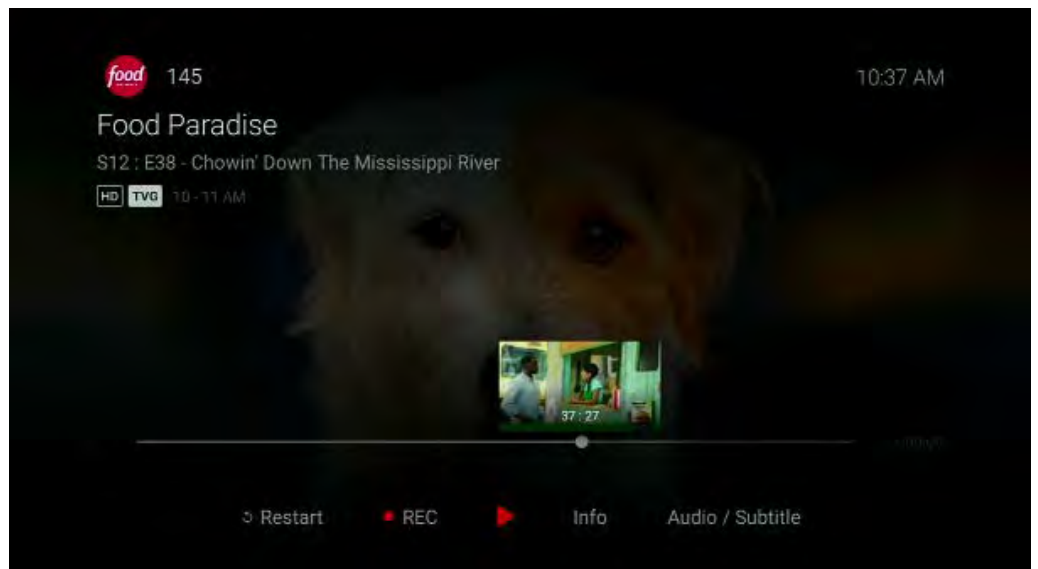 food 145
10:37 AM
Food Paradise
S12 : E38 - Chowin' Down The Mississippi River
HD TVG 10 - 11 AM
37 : 27
Restart REC Info Audio / Subtitle